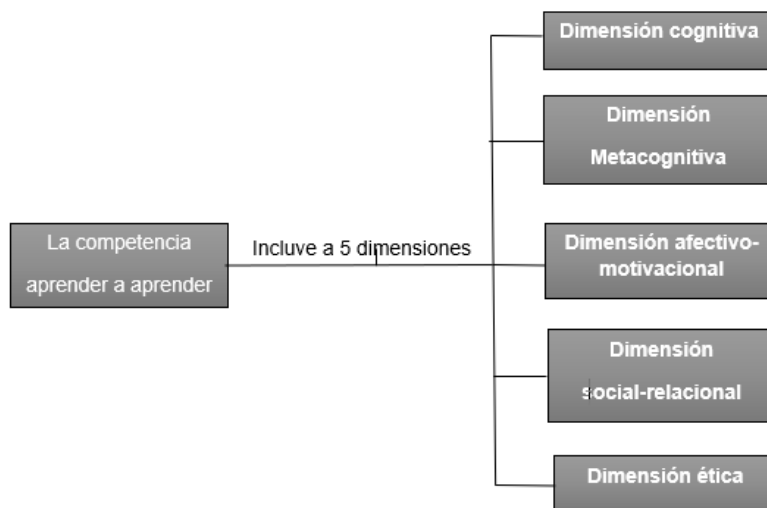 Dimensión cognitiva
Dimensión
Metacognitiva
La competencia
aprender a aprender
Incluye a 5 dimensiones
Dimensión afectivo-
motivacional
Dimensión
social-relacional
Dimensión ética